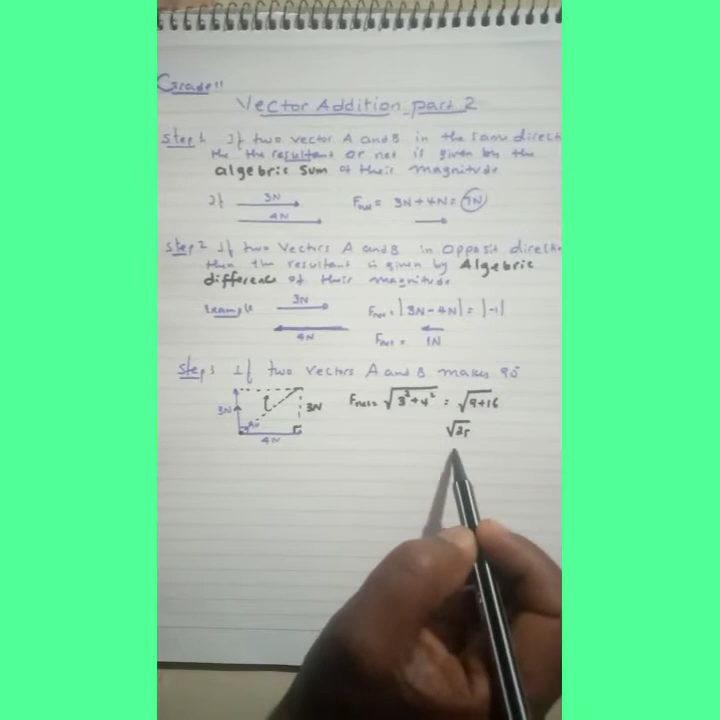 Grade 11
Vector Addition part 2
Step 1 If two vector A and B in the same direct
the the resultant or net is given by the
algebric Sum of their magnitude
If 3N
4N
Fnet = 3N + 4N = 7N
Step 2 If two Vectors A and B in opposit direct
then the resultant is given by Algebric
difference of their magnitude
Example 3N
4N
Fnet = |3N - 4N| = |-1|
Fnet = 1N
Step 3 If two Vectors A and B makes 90
3N
3N
90
4N
Fnet = √3²+4² = √9+16
√25